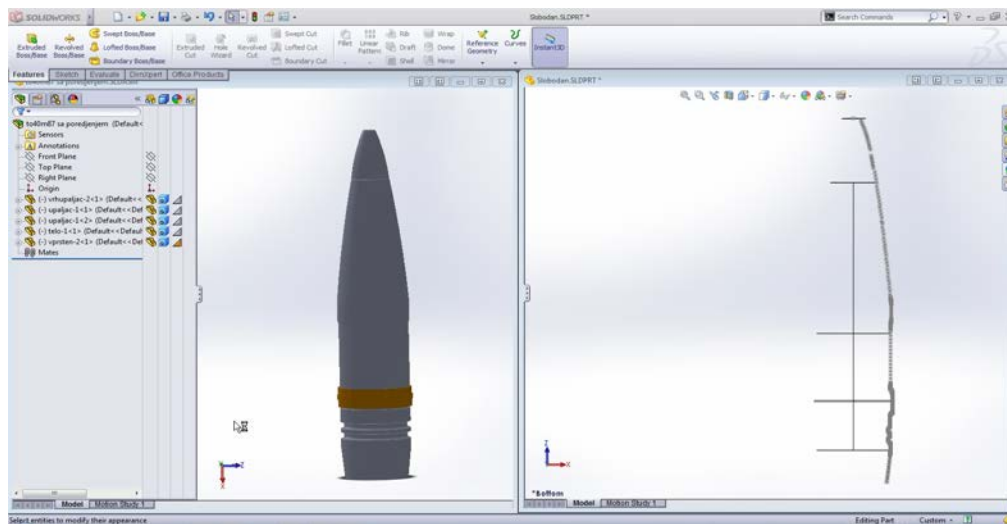 SOLIDWORKS
Slobodan.SLDPRT *
Search Commands
Extruded Boss/Base
Revolved Boss/Base
Swept Boss/Base
Lofted Boss/Base
Boundary Boss/Base
Extruded Cut
Hole Wizard
Revolved Cut
Swept Cut
Lofted Cut
Boundary Cut
Fillet
Linear Pattern
Rib
Draft
Shell
Wrap
Dome
Mirror
Reference Geometry
Curves
Instant3D
Features
Sketch
Evaluate
DimXpert
Office Products
Slobodan.SLDPRT *
to40m87 sa poredjenjem (Default<
Sensors
Annotations
Front Plane
Top Plane
Right Plane
Origin
(-) vrhupaljac-2<1> (Default<<
(-) upaljac-1<1> (Default<<Def
(-) upaljac-1<2> (Default<<Def
(-) telo-1<1> (Default<<Defaul
(-) vprsten-2<1> (Default<<Def
Mates
Z
X
Z
X
*Bottom
Model
Motion Study 1
Model
Motion Study 1
Select entities to modify their appearance
Editing Part
Custom